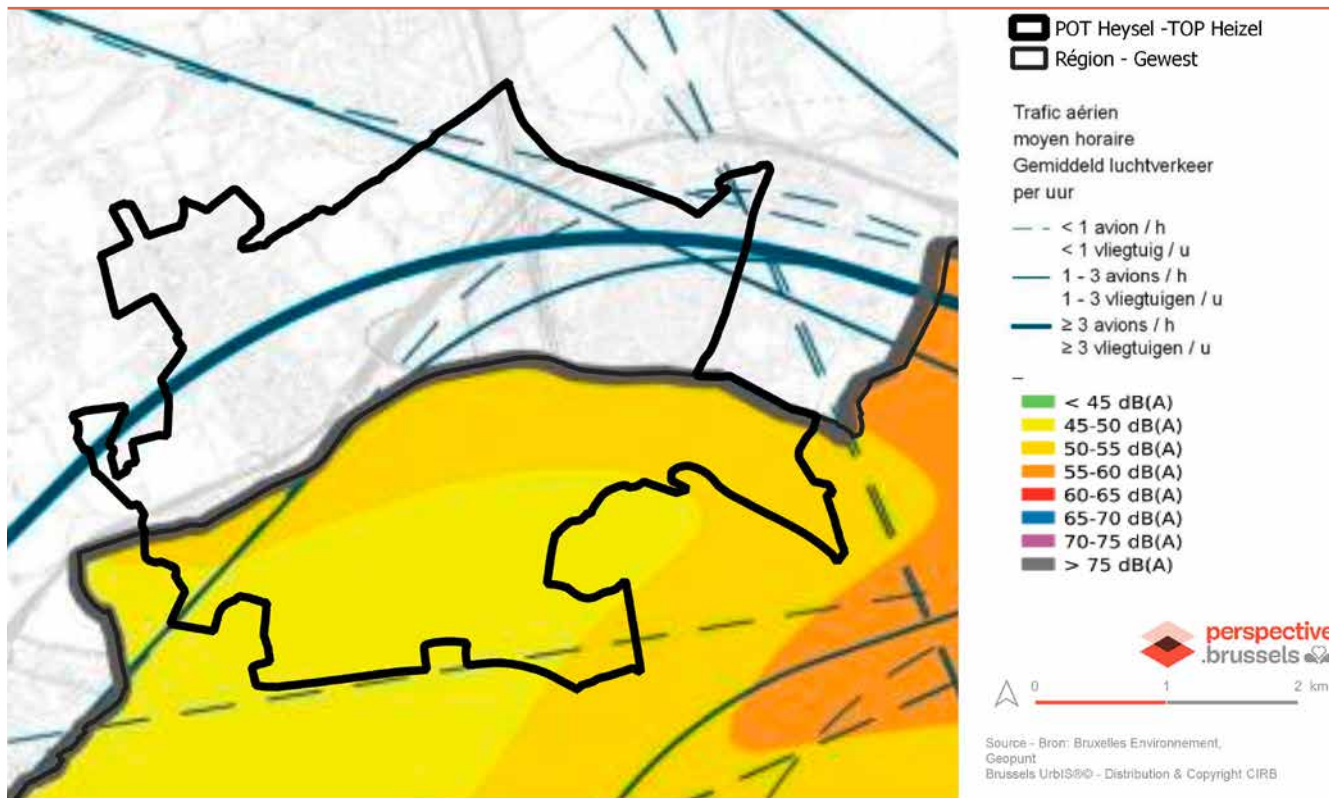 POT Heysel -TOP Heizel
Région - Gewest
Trafic aérien
moyen horaire
Gemiddeld luchtverkeer
per uur
< 1 avion / h
< 1 vliegtuig / u
1 - 3 avions / h
1 - 3 vliegtuigen / u
≥ 3 avions / h
≥ 3 vliegtuigen / u
–
< 45 dB(A)
45-50 dB(A)
50-55 dB(A)
55-60 dB(A)
60-65 dB(A)
65-70 dB(A)
70-75 dB(A)
> 75 dB(A)
perspective
.brussels
0 1 2 km
Source - Bron: Bruxelles Environnement,
Geopunt
Brussels UrbIS®© - Distribution & Copyright CIRB